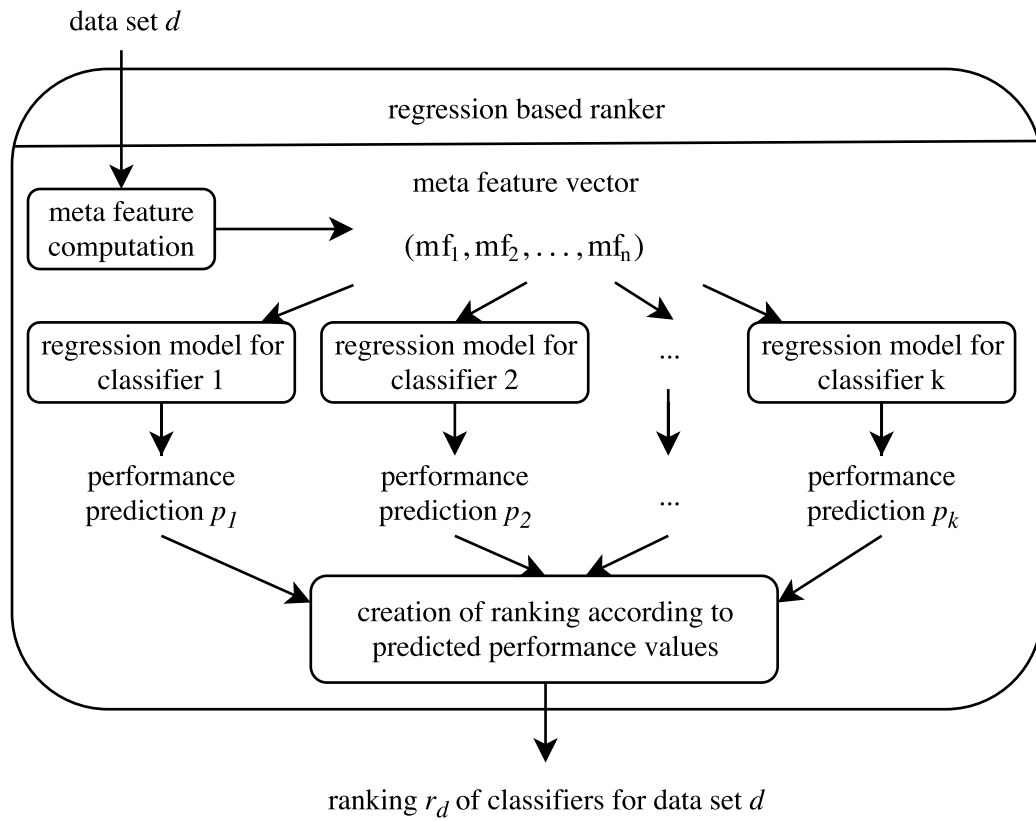 data set d
regression based ranker
meta feature
computation
meta feature vector
(mf₁, mf₂, . . . , mfₙ)
regression model for
classifier 1
regression model for
classifier 2
...
regression model for
classifier k
performance
prediction p₁
performance
prediction p₂
...
performance
prediction pₖ
creation of ranking according to
predicted performance values
ranking r_d of classifiers for data set d